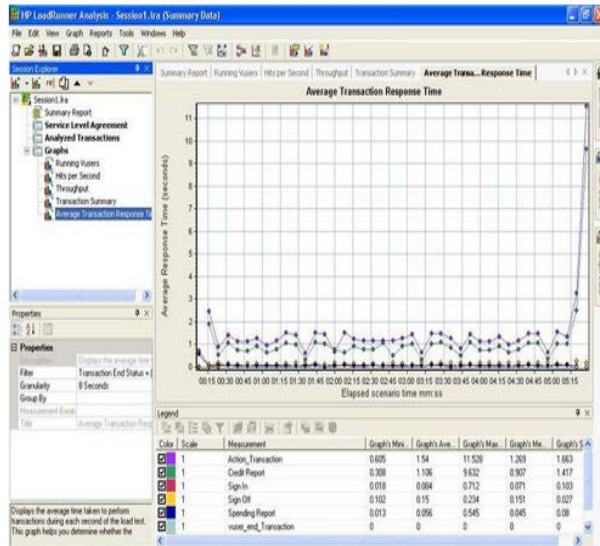 HP LoadRunner Analysis - Session1.lra (Summary Data)
File Edit View Graph Reports Tools Windows Help
Session Explorer
Session1.lra
Summary Report
Service Level Agreement
Analyzed Transactions
Graphs
Running Vusers
Hits per Second
Throughput
Transaction Summary
Average Transaction Response
Properties
Properties
Displays the average time
Filter Transaction End Status =
Granularity 8 Seconds
Group By
Measurement Break
Title Average Transaction Resp
Displays the average time taken to perform
transactions during each second of the load test.
This graph helps you determine whether the
Summary Report Running Vusers Hits per Second Throughput Transaction Summary Average Transa... Response Time
Average Transaction Response Time
Average Response Time (seconds)
11
10
9
8
7
6
5
4
3
2
1
0
00:15 00:30 00:45 01:00 01:15 01:30 01:45 02:00 02:15 02:30 02:45 03:00 03:15 03:30 03:45 04:00 04:15 04:30 04:45 05:00 05:15
Elapsed scenario time mm:ss
Legend
Color Scale Measurement Graph's Mini... Graph's Ave... Graph's Max... Graph's Me... Graph's S
1 Action_Transaction 0.605 1.54 11.528 1.269 1.663
1 Credit Report 0.308 1.106 9.632 0.907 1.417
1 Sign In 0.018 0.084 0.712 0.071 0.103
1 Sign Off 0.102 0.15 0.234 0.151 0.027
1 Spending Report 0.013 0.056 0.545 0.045 0.08
1 vuser_end_Transaction 0 0 0 0 0